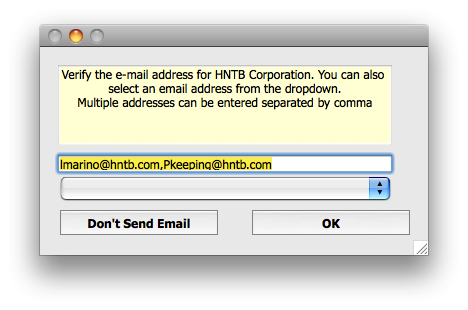 Verify the e-mail address for HNTB Corporation. You can also
select an email address from the dropdown.
Multiple addresses can be entered separated by comma
lmarino@hntb.com,Pkeeping@hntb.com
Don't Send Email
OK